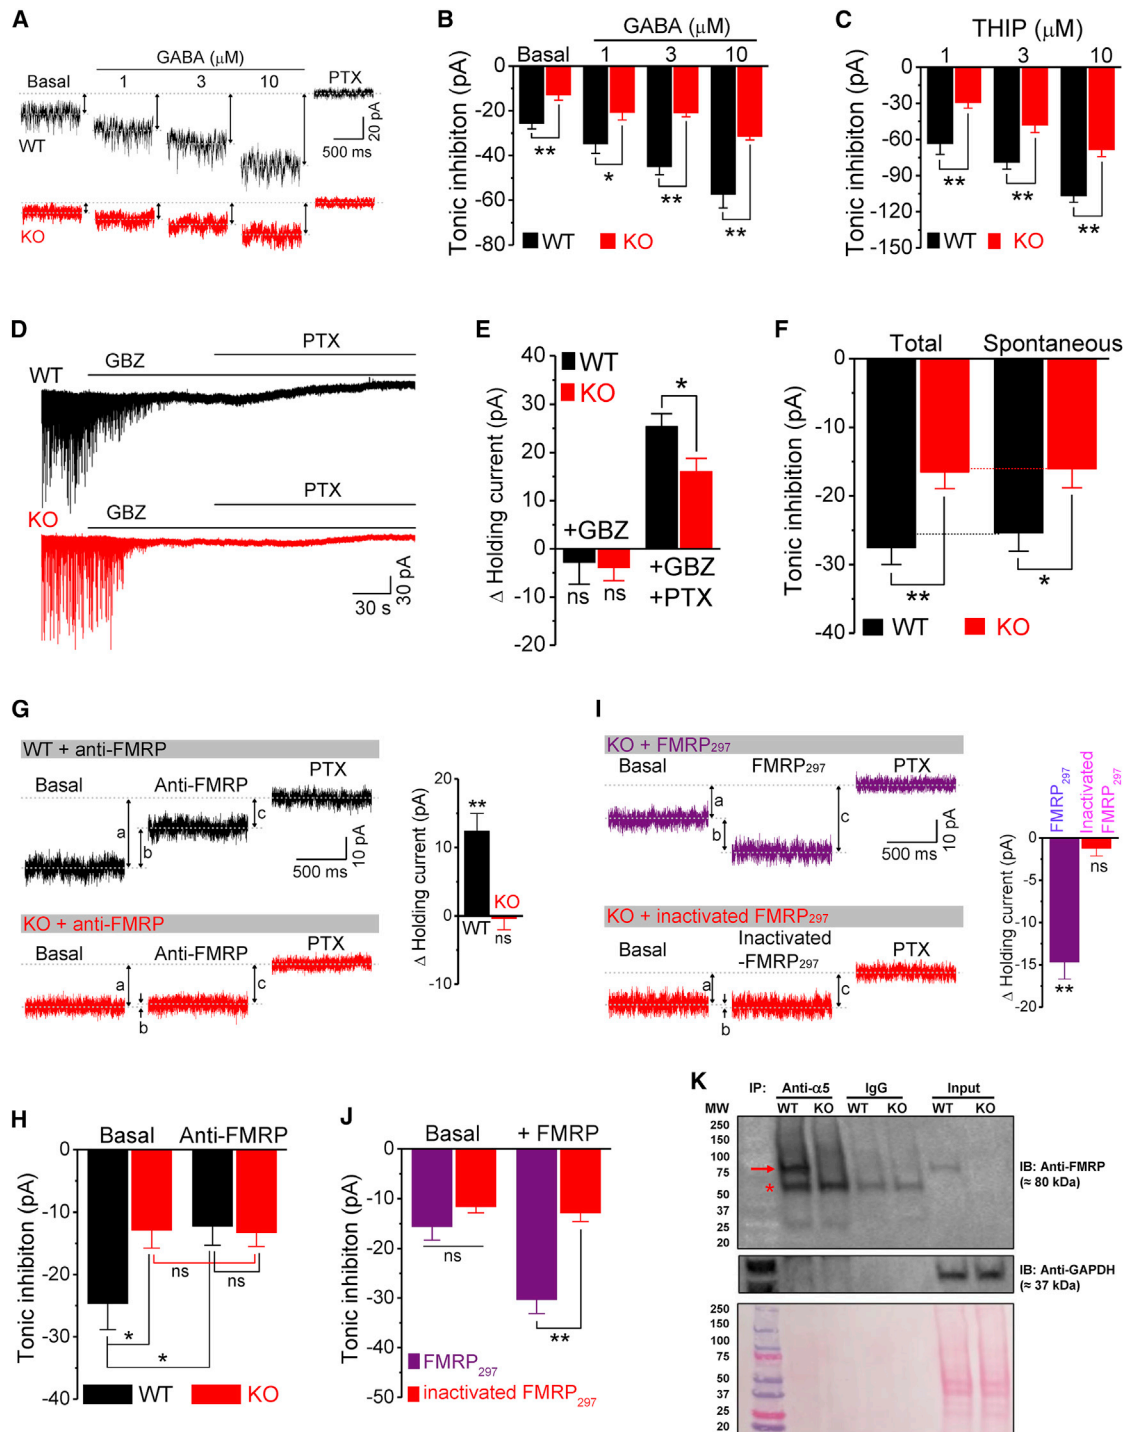 A
GABA (μM)
Basal
1
3
10
PTX
WT
20 pA
500 ms
KO
B
GABA (μM)
Basal
1
3
10
Tonic inhibiton (pA)
0
-20
-40
-60
-80
**
*
**
**
WT
KO
C
THIP (μM)
1
3
10
Tonic inhibition (pA)
0
-30
-60
-90
-120
-150
**
**
**
WT
KO
D
PTX
GBZ
WT
PTX
GBZ
KO
30 s
30 pA
E
Δ Holding current (pA)
40
30
20
10
0
-10
-20
WT
KO
*
+GBZ
ns
ns
+GBZ
+PTX
F
Total
Spontaneous
Tonic inhibition (pA)
0
-10
-20
-30
-40
**
*
WT
KO
G
WT + anti-FMRP
Basal
Anti-FMRP
PTX
a
b
c
500 ms
10 pA
KO + anti-FMRP
Basal
Anti-FMRP
PTX
a
b
c
Δ Holding current (pA)
20
10
0
-10
**
KO
WT
ns
I
KO + FMRP297
Basal
FMRP297
PTX
a
b
c
500 ms
10 pA
KO + inactivated FMRP297
Basal
Inactivated
-FMRP297
PTX
a
b
c
FMRP297
Inactivated
FMRP297
Δ Holding current (pA)
0
-5
-10
-15
-20
ns
**
H
Basal
Anti-FMRP
Tonic inhibiton (pA)
0
-10
-20
-30
-40
ns
ns
*
*
WT
KO
J
Basal
+ FMRP
Tonic inhibiton (pA)
0
-10
-20
-30
-40
-50
ns
**
FMRP297
inactivated FMRP297
K
IP:
Anti-α5
IgG
Input
MW
WT
KO
WT
KO
WT
KO
250
150
100
75
50
37
25
20
*
IB: Anti-FMRP
(≈ 80 kDa)
IB: Anti-GAPDH
(≈ 37 kDa)
250
150
100
75
50
37
25
20